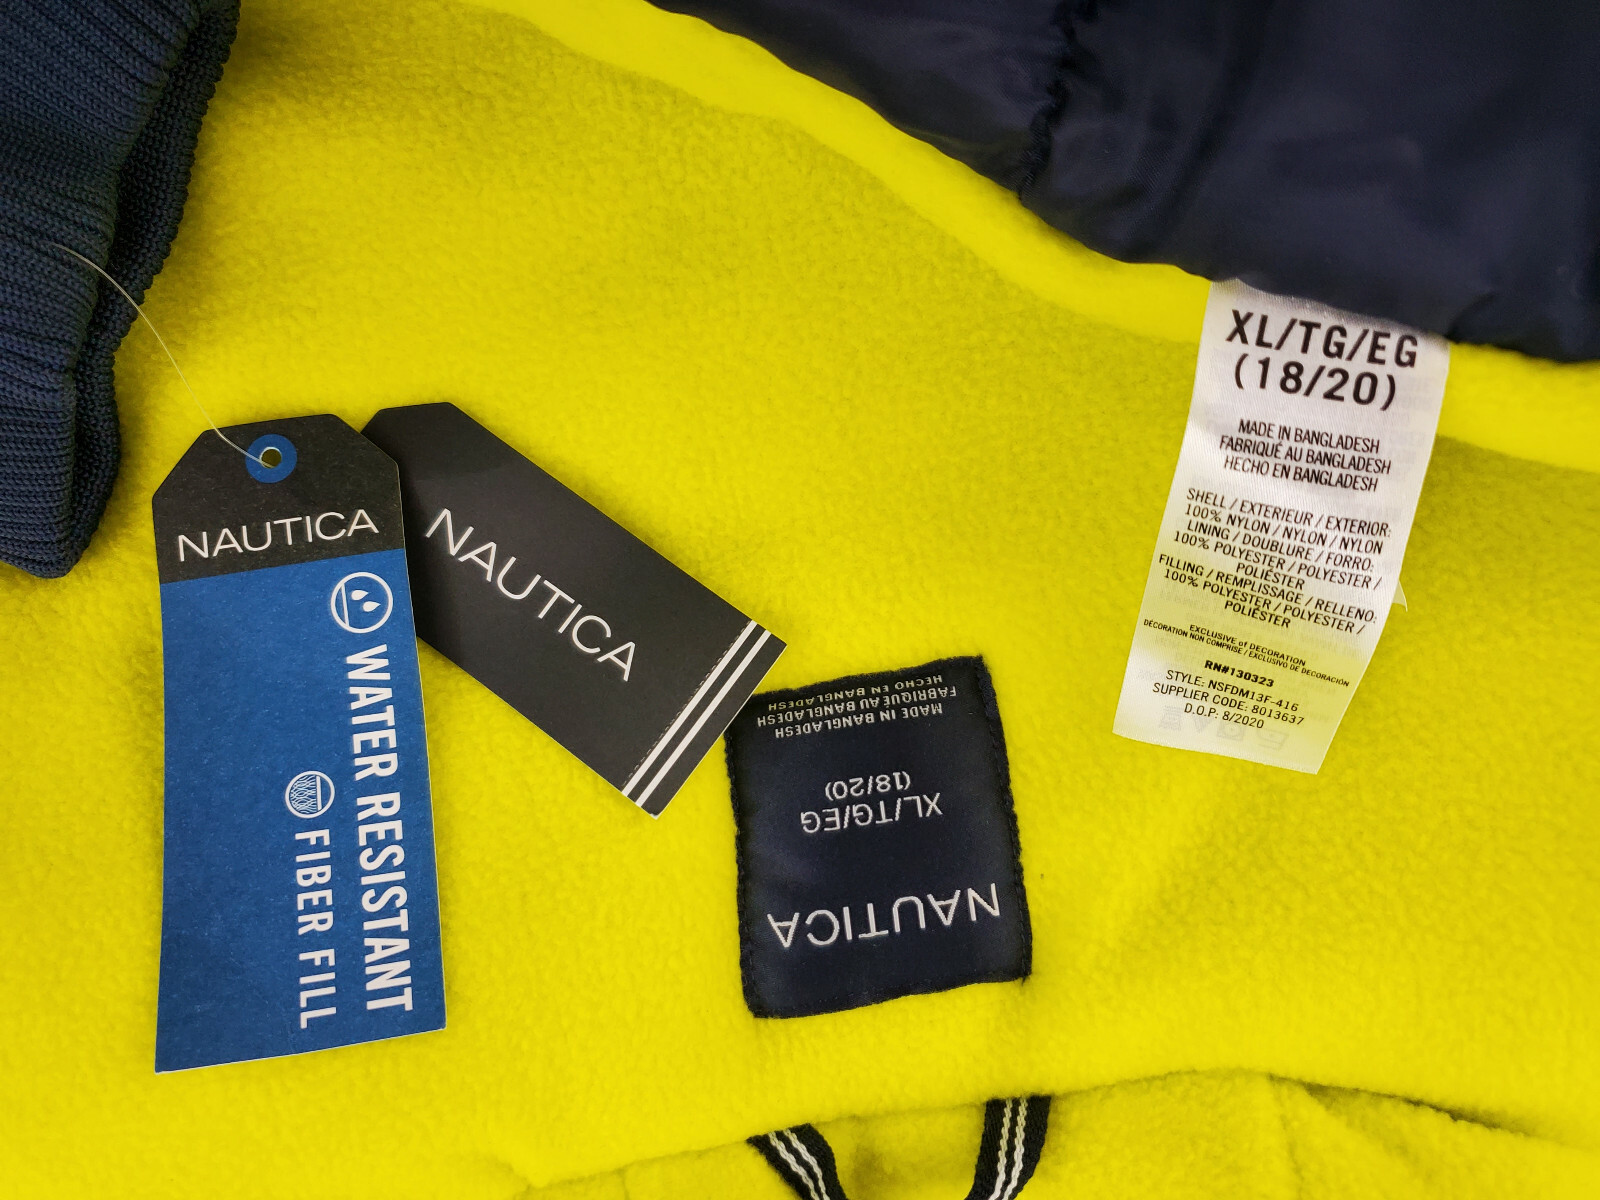 NAUTICA
WATER RESISTANT
FIBER FILL
NAUTICA
NAUTICA
XL/TG/EG
(18/20)
MADE IN BANGLADESH
FABRIQUÉ AU BANGLADESH
HECHO EN BANGLADESH
XL/TG/EG
(18/20)
MADE IN BANGLADESH
FABRIQUÉ AU BANGLADESH
HECHO EN BANGLADESH
SHELL / EXTERIEUR / EXTERIOR:
100% NYLON / NYLON / NYLON
LINING / DOUBLURE / FORRO:
100% POLYESTER / POLYESTER /
POLIÉSTER
FILLING / REMPLISSAGE / RELLENO:
100% POLYESTER / POLYESTER /
POLIÉSTER
EXCLUSIVE of DECORATION
DÉCORATION NON COMPRISE / EXCLUSIVO DE DECORACIÓN
RN#130323
STYLE: NSFDM13F-416
SUPPLIER CODE: 8013637
D.O.P: 8/2020